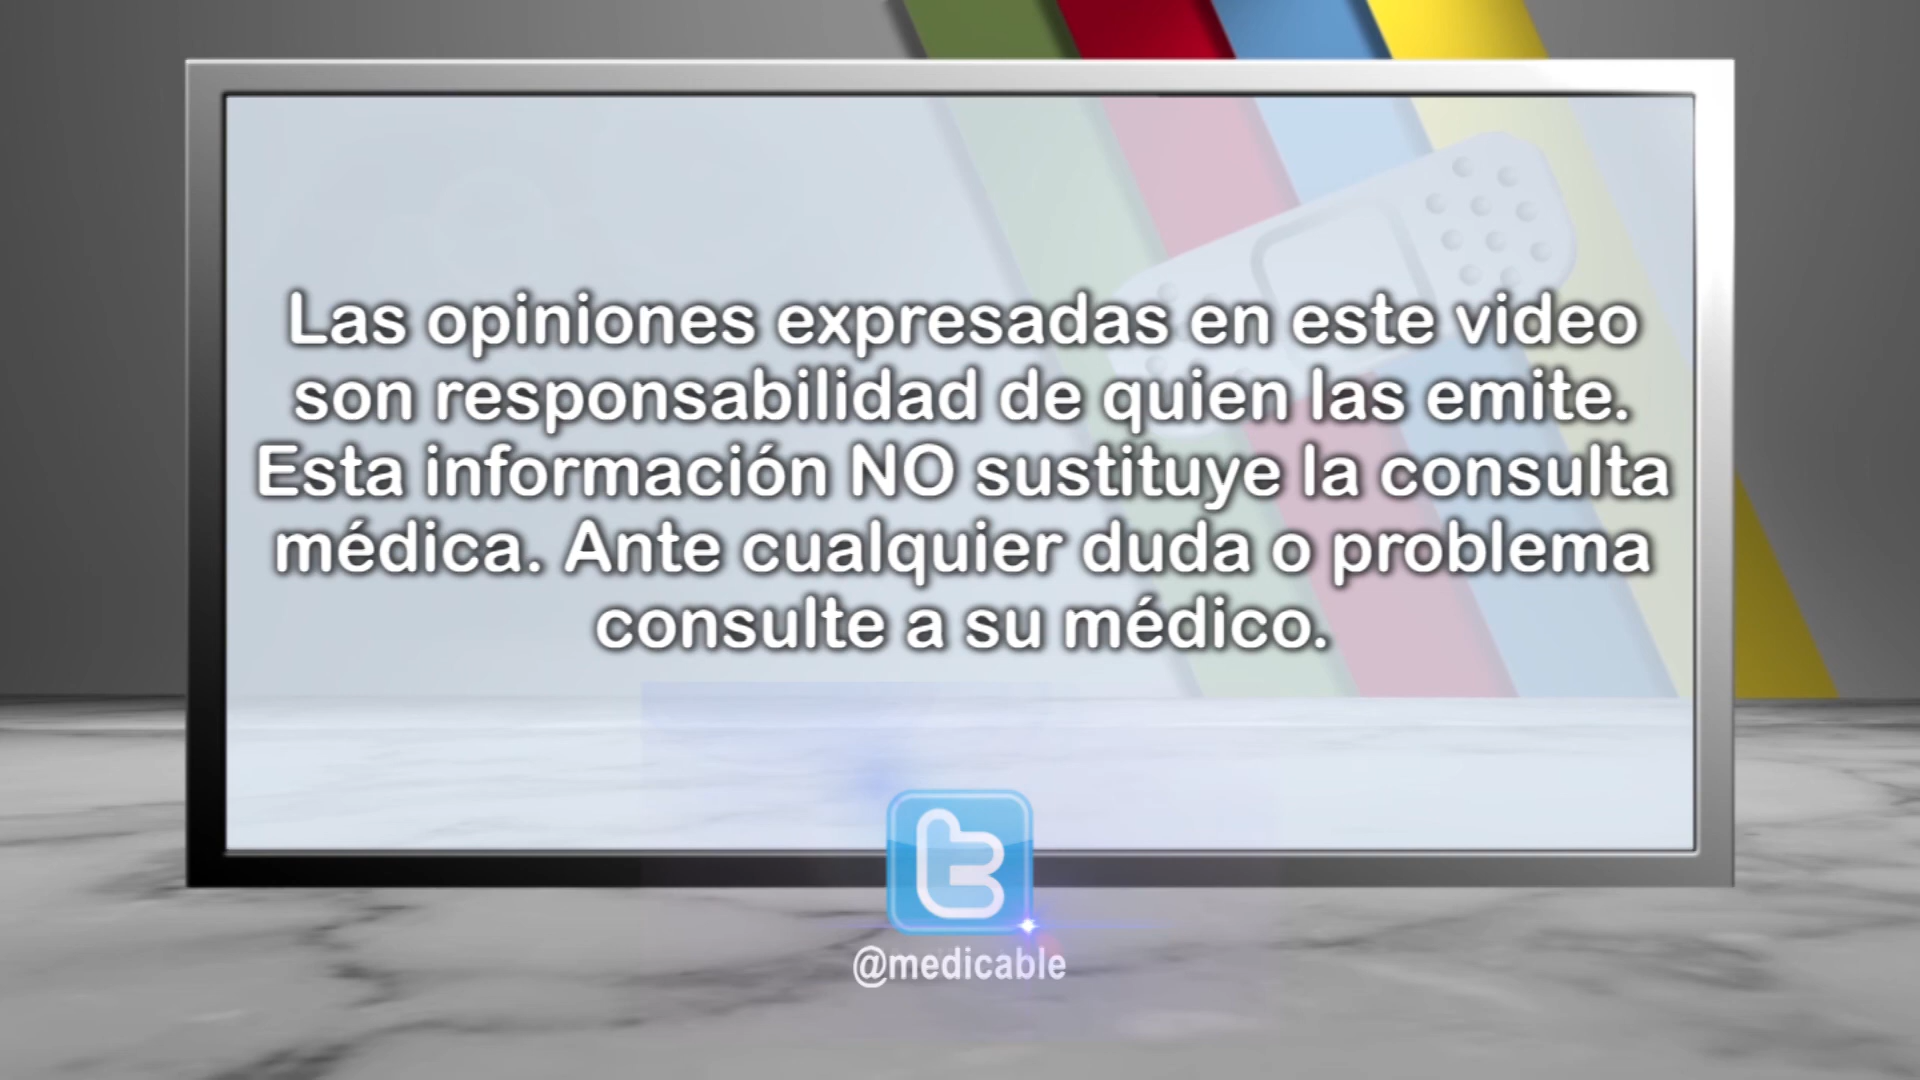 Las opiniones expresadas en este video
son responsabilidad de quien las emite.
Esta información NO sustituye la consulta
médica. Ante cualquier duda o problema
consulte a su médico.
@medicable